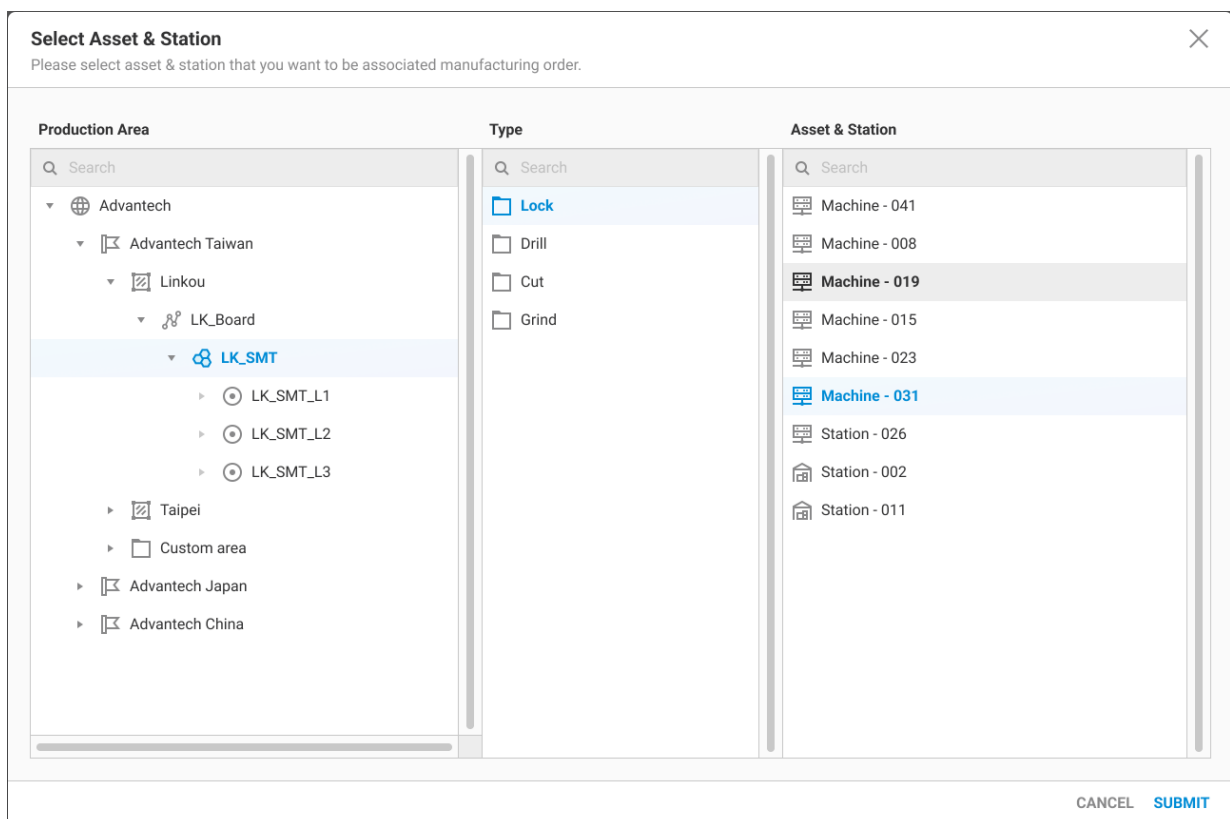 Select Asset & Station
Please select asset & station that you want to be associated manufacturing order.
Production Area
Search
Advantech
Advantech Taiwan
Linkou
LK_Board
LK_SMT
LK_SMT_L1
LK_SMT_L2
LK_SMT_L3
Taipei
Custom area
Advantech Japan
Advantech China
Type
Search
Lock
Drill
Cut
Grind
Asset & Station
Search
Machine - 041
Machine - 008
Machine - 019
Machine - 015
Machine - 023
Machine - 031
Station - 026
Station - 002
Station - 011
CANCEL SUBMIT